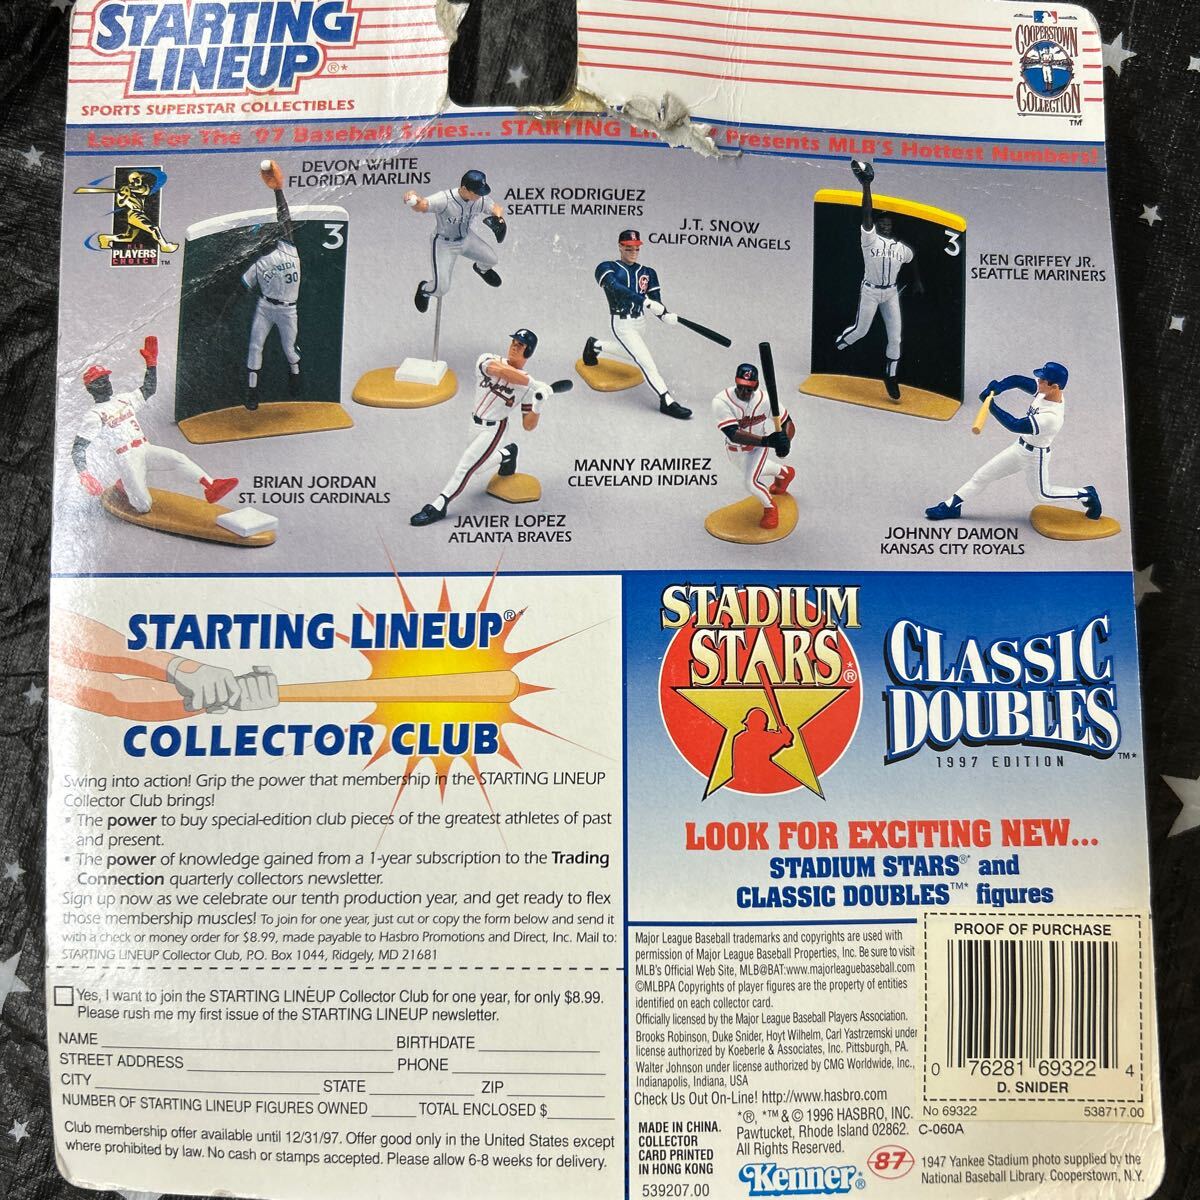 STARTING
LINEUP®*
SPORTS SUPERSTAR COLLECTIBLES
COOPERSTOWN
COLLECTION
TM
Look For The '97 Baseball Series... STARTING Presents MLB'S Hottest Numbers!
MLB
PLAYERS
CHOICE TM
DEVON WHITE
FLORIDA MARLINS
ALEX RODRIGUEZ
SEATTLE MARINERS
J.T. SNOW
CALIFORNIA ANGELS
KEN GRIFFEY JR.
SEATTLE MARINERS
3
30
3
BRIAN JORDAN
ST. LOUIS CARDINALS
JAVIER LOPEZ
ATLANTA BRAVES
MANNY RAMIREZ
CLEVELAND INDIANS
JOHNNY DAMON
KANSAS CITY ROYALS
STARTING LINEUP®*
COLLECTOR CLUB
Swing into action! Grip the power that membership in the STARTING LINEUP
Collector Club brings!
• The power to buy special-edition club pieces of the greatest athletes of past
and present.
• The power of knowledge gained from a 1-year subscription to the Trading
Connection quarterly collectors newsletter.
Sign up now as we celebrate our tenth production year, and get ready to flex
those membership muscles! To join for one year, just cut or copy the form below and send it
with a check or money order for $8.99, made payable to Hasbro Promotions and Direct, Inc. Mail to:
STARTING LINEUP Collector Club, P.O. Box 1044, Ridgely, MD 21681
Yes, I want to join the STARTING LINEUP Collector Club for one year, for only $8.99.
Please rush me my first issue of the STARTING LINEUP newsletter.
NAME BIRTHDATE
STREET ADDRESS PHONE
CITY STATE ZIP
NUMBER OF STARTING LINEUP FIGURES OWNED TOTAL ENCLOSED $
Club membership offer available until 12/31/97. Offer good only in the United States except
where prohibited by law. No cash or stamps accepted. Please allow 6-8 weeks for delivery.
STADIUM
STARS®
CLASSIC
DOUBLES™*
1997 EDITION
LOOK FOR EXCITING NEW...
STADIUM STARS®* and
CLASSIC DOUBLES™* figures
Major League Baseball trademarks and copyrights are used with
permission of Major League Baseball Properties, Inc. Be sure to visit
MLB's Official Web Site, MLB@BAT:www.majorleaguebaseball.com
©MLBPA Copyrights of player figures are the property of entities
identified on each collector card.
Officially licensed by the Major League Baseball Players Association.
Brooks Robinson, Duke Snider, Hoyt Wilhelm, Carl Yastrzemski under
license authorized by Koeberle & Associates, Inc. Pittsburgh, PA.
Walter Johnson under license authorized by CMG Worldwide, Inc.,
Indianapolis, Indiana, USA
Check Us Out On-Line! http://www.hasbro.com
*®, *™ & © 1996 HASBRO, INC.
Pawtucket, Rhode Island 02862.
All Rights Reserved.
MADE IN CHINA.
COLLECTOR
CARD PRINTED
IN HONG KONG
539207.00
Kenner®
PROOF OF PURCHASE
0 76281 69322 4
D. SNIDER
No 69322 538717.00
C-060A
87
1947 Yankee Stadium photo supplied by the
National Baseball Library. Cooperstown, N.Y.